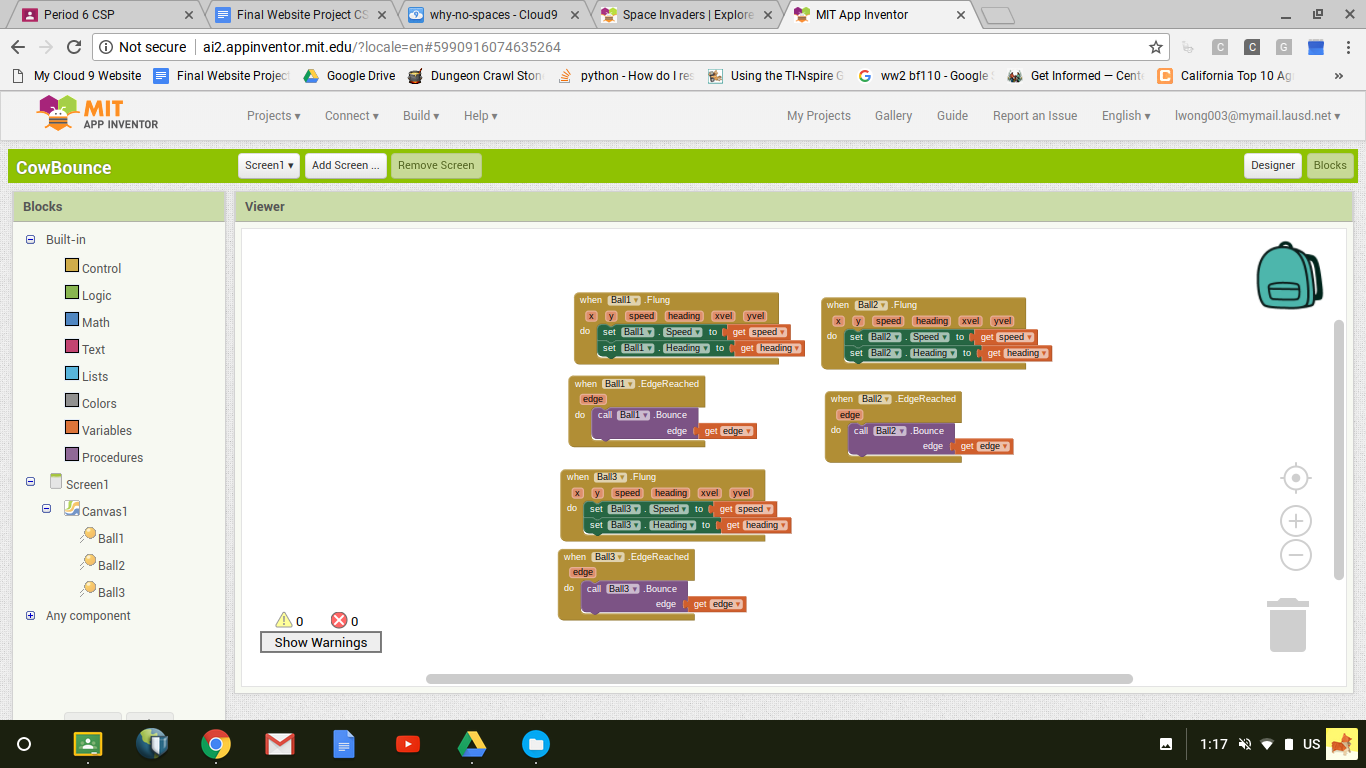 Period 6 CSP
Final Website Project CS
why-no-spaces - Cloud9
Space Invaders | Explore
MIT App Inventor
Not secure
ai2.appinventor.mit.edu/?locale=en#5990916074635264
My Cloud 9 Website
Final Website Project
Google Drive
Dungeon Crawl Ston
python - How do I re
Using the TI-Nspire G
ww2 bf110 - Google S
Get Informed — Cent
California Top 10 Ag
»
MIT
APP INVENTOR
Projects ▾
Connect ▾
Build ▾
Help ▾
My Projects
Gallery
Guide
Report an Issue
English ▾
lwong003@mymail.lausd.net ▾
CowBounce
Screen1 ▾
Add Screen ...
Remove Screen
Designer
Blocks
Blocks
Viewer
Built-in
Control
Logic
Math
Text
Lists
Colors
Variables
Procedures
Screen1
Canvas1
Ball1
Ball2
Ball3
Any component
when Ball1 .Flung
x y speed heading xvel yvel
do set Ball1 . Speed to get speed
set Ball1 . Heading to get heading
when Ball2 .Flung
x y speed heading xvel yvel
do set Ball2 . Speed to get speed
set Ball2 . Heading to get heading
when Ball1 .EdgeReached
edge
do call Ball1 .Bounce
edge get edge
when Ball2 .EdgeReached
edge
do call Ball2 .Bounce
edge get edge
when Ball3 .Flung
x y speed heading xvel yvel
do set Ball3 . Speed to get speed
set Ball3 . Heading to get heading
when Ball3 .EdgeReached
edge
do call Ball3 .Bounce
edge get edge
0 0
Show Warnings
1:17
US